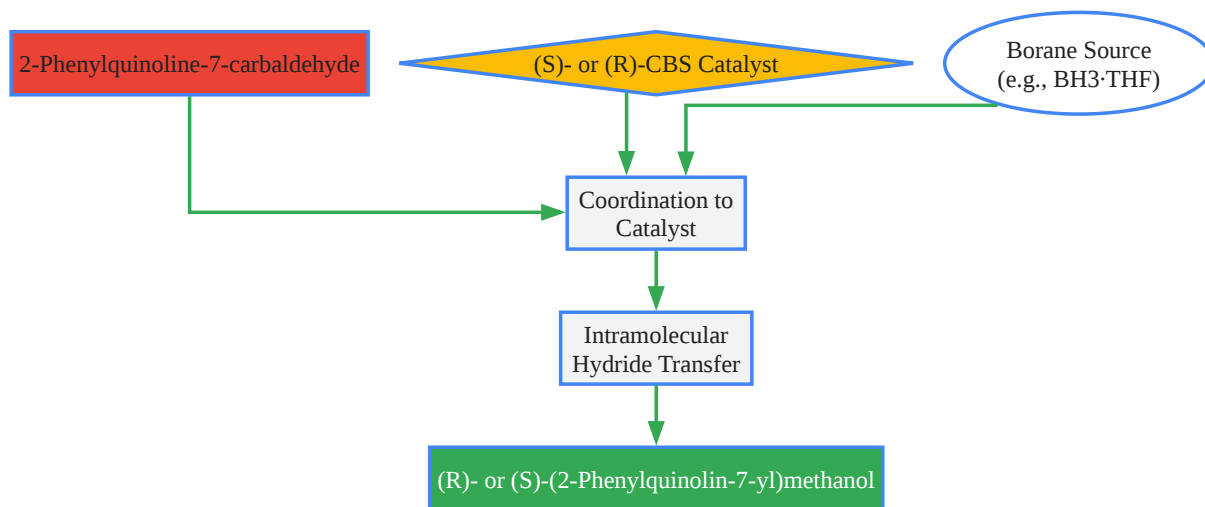 2-Phenylquinoline-7-carbaldehyde
(S)- or (R)-CBS Catalyst
Borane Source
(e.g., BH3·THF)
Coordination to
Catalyst
Intramolecular
Hydride Transfer
(R)- or (S)-(2-Phenylquinolin-7-yl)methanol